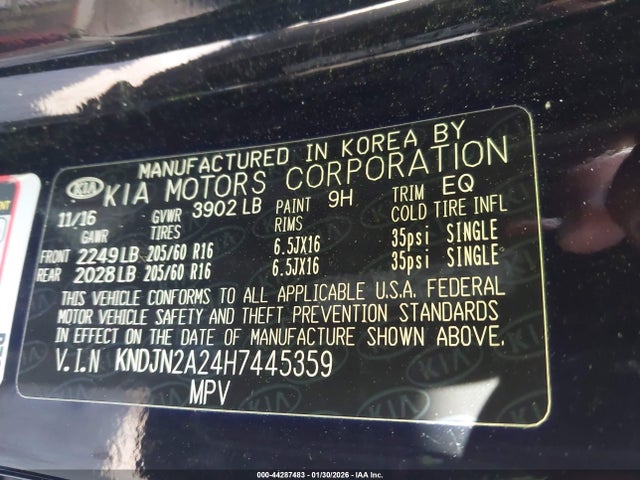 MANUFACTURED IN KOREA BY
KIA KIA MOTORS CORPORATION
11/16 GVWR 3902 LB PAINT 9H TRIM EQ
GAWR TIRES RIMS COLD TIRE INFL
FRONT 2249 LB 205/60 R16 6.5JX16 35psi SINGLE
REAR 2028 LB 205/60 R16 6.5JX16 35psi SINGLE
THIS VEHICLE CONFORMS TO ALL APPLICABLE U.S.A. FEDERAL
MOTOR VEHICLE SAFETY AND THEFT PREVENTION STANDARDS
IN EFFECT ON THE DATE OF MANUFACTURE SHOWN ABOVE.
V.I.N KNDJN2A24H7445359
MPV
000-44287483 - 01/30/2026 - IAA Inc.